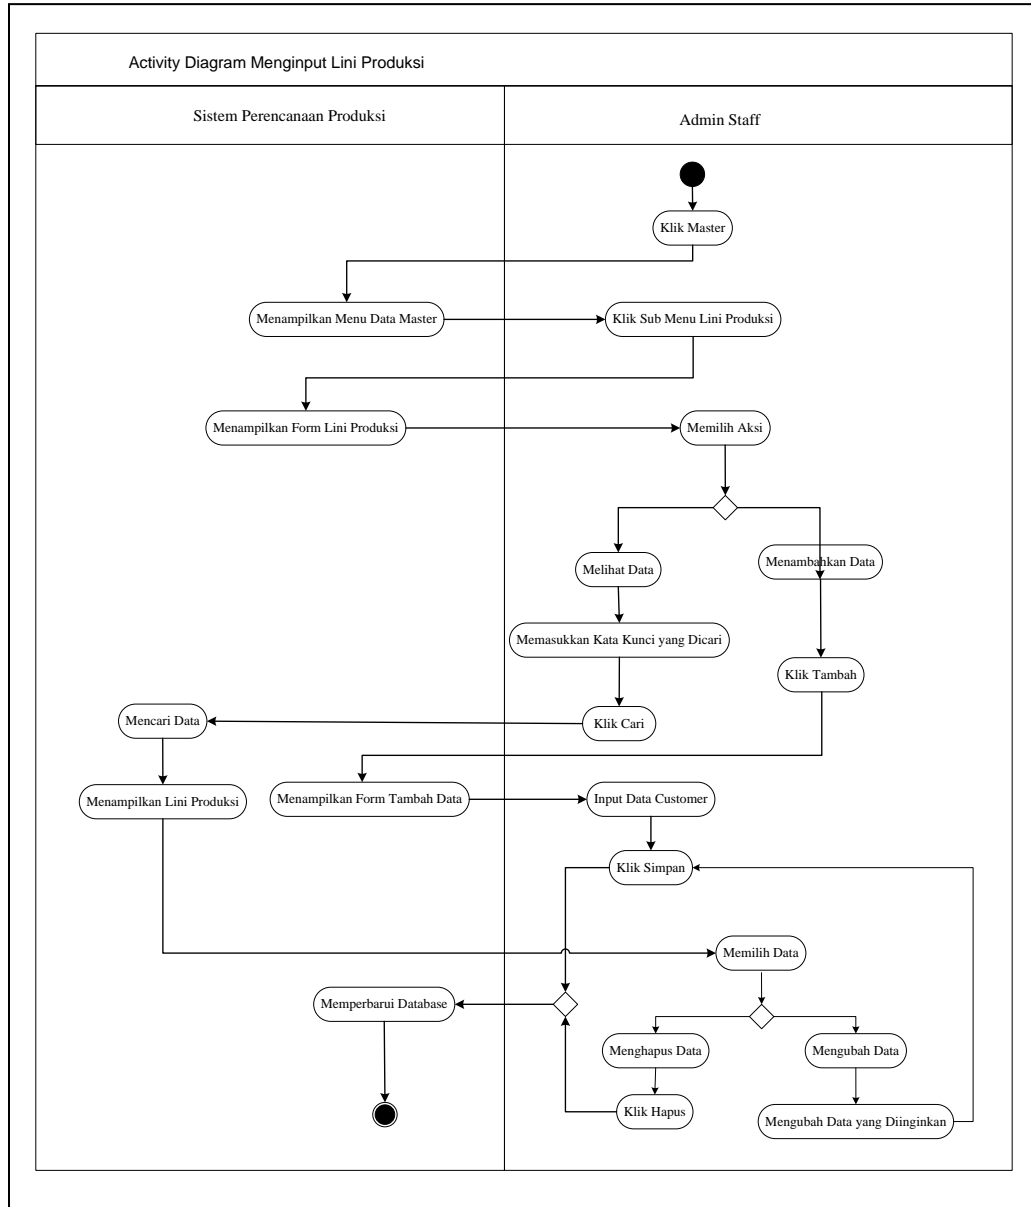 Activity Diagram Menginput Lini Produksi
Sistem Perencanaan Produksi
Admin Staff
Klik Master
Menampilkan Menu Data Master
Klik Sub Menu Lini Produksi
Menampilkan Form Lini Produksi
Memilih Aksi
Melihat Data
Menambahkan Data
Memasukkan Kata Kunci yang Dicari
Klik Tambah
Mencari Data
Klik Cari
Menampilkan Lini Produksi
Menampilkan Form Tambah Data
Input Data Customer
Klik Simpan
Memilih Data
Memperbarui Database
Menghapus Data
Mengubah Data
Klik Hapus
Mengubah Data yang Diinginkan